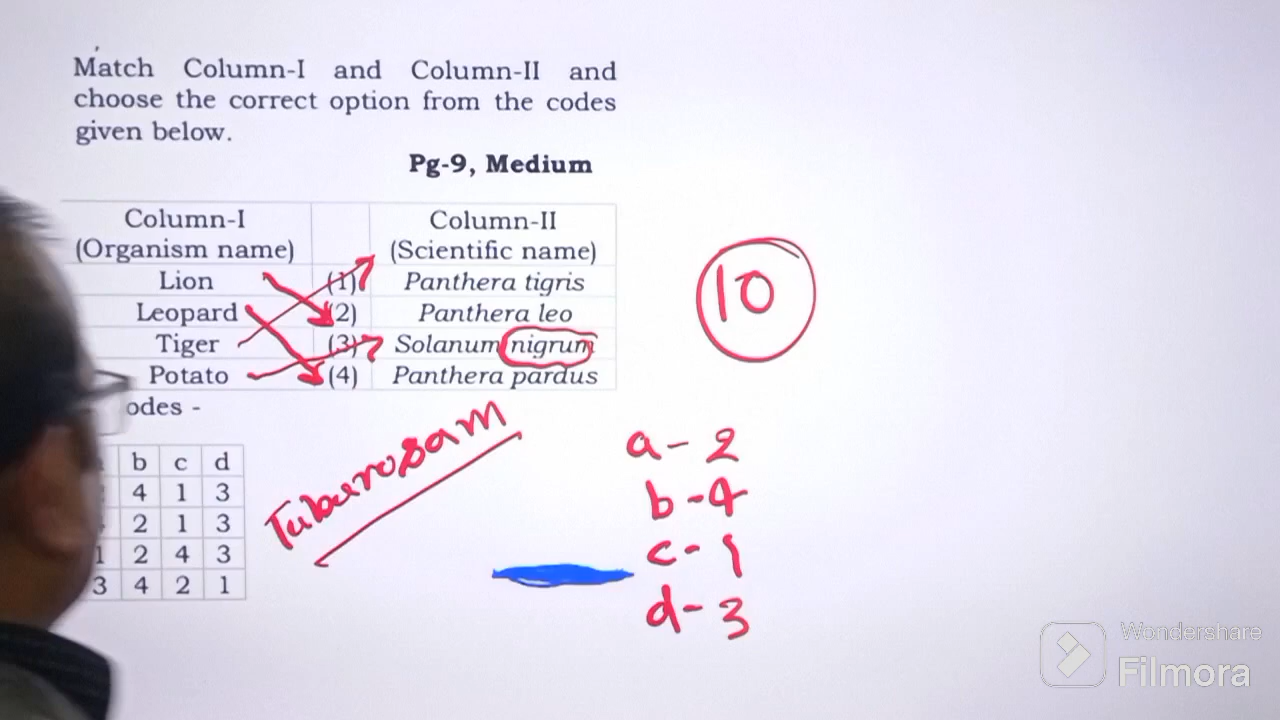 Match Column-I and Column-II and
choose the correct option from the codes
given below.
Pg-9, Medium
Column-I Column-II
(Organism name) (Scientific name)
Lion (1) Panthera tigris
Leopard (2) Panthera leo
Tiger (3) Solanum nigrum
Potato (4) Panthera pardus
odes -
b c d
4 1 3
2 1 3
1 2 4 3
3 4 2 1
Tuburosam
10
a - 2
b - 4
c - 1
d - 3
Wondershare
Filmora